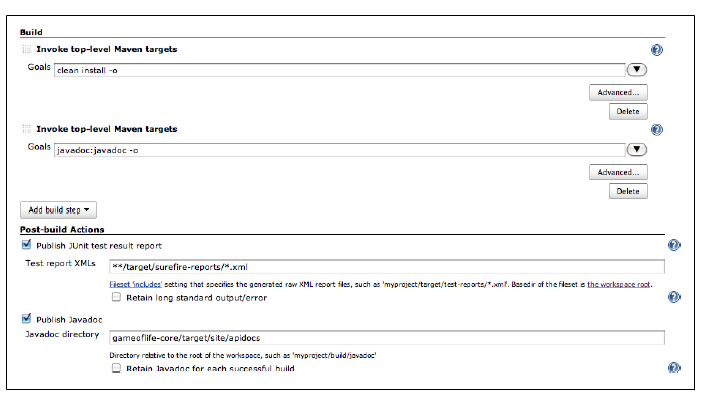 Build
Invoke top-level Maven targets
Goals clean install -o
Advanced...
Delete
Invoke top-level Maven targets
Goals javadoc:javadoc -o
Advanced...
Delete
Add build step
Post-build Actions
Publish JUnit test result report
Test report XMLs **/target/surefire-reports/*.xml
Fileset 'includes' setting that specifies the generated raw XML report files, such as 'myproject/target/test-reports/*.xml'. Basedir of the fileset is the workspace root.
Retain long standard output/error
Publish Javadoc
Javadoc directory gameoflife-core/target/site/apidocs
Directory relative to the root of the workspace, such as 'myproject/build/javadoc'
Retain Javadoc for each successful build